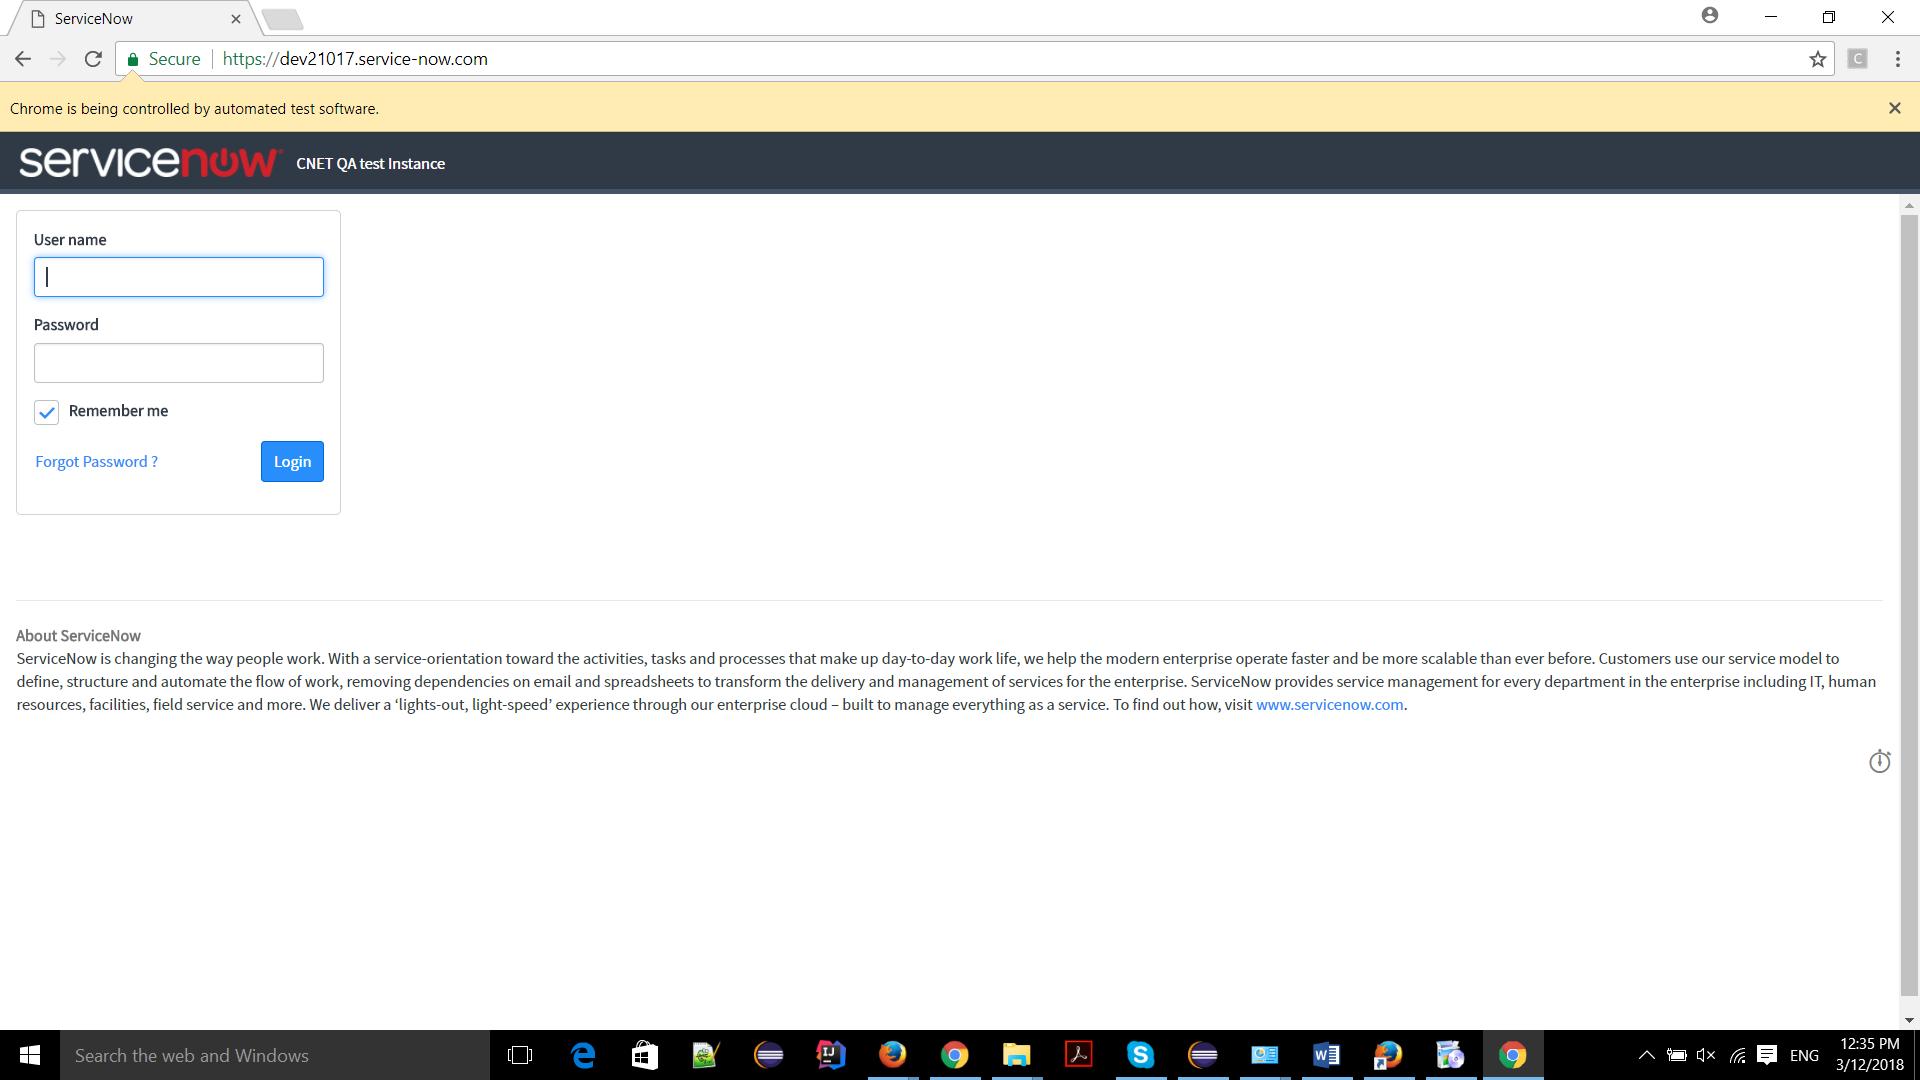 ServiceNow
Secure https://dev21017.service-now.com
C
Chrome is being controlled by automated test software.
servicenow CNET QA test Instance
User name
Password
Remember me
Forgot Password ?
Login
About ServiceNow
ServiceNow is changing the way people work. With a service-orientation toward the activities, tasks and processes that make up day-to-day work life, we help the modern enterprise operate faster and be more scalable than ever before. Customers use our service model to
define, structure and automate the flow of work, removing dependencies on email and spreadsheets to transform the delivery and management of services for the enterprise. ServiceNow provides service management for every department in the enterprise including IT, human
resources, facilities, field service and more. We deliver a ‘lights-out, light-speed’ experience through our enterprise cloud – built to manage everything as a service. To find out how, visit www.servicenow.com.
Search the web and Windows
IJ
ENG
12:35 PM
3/12/2018